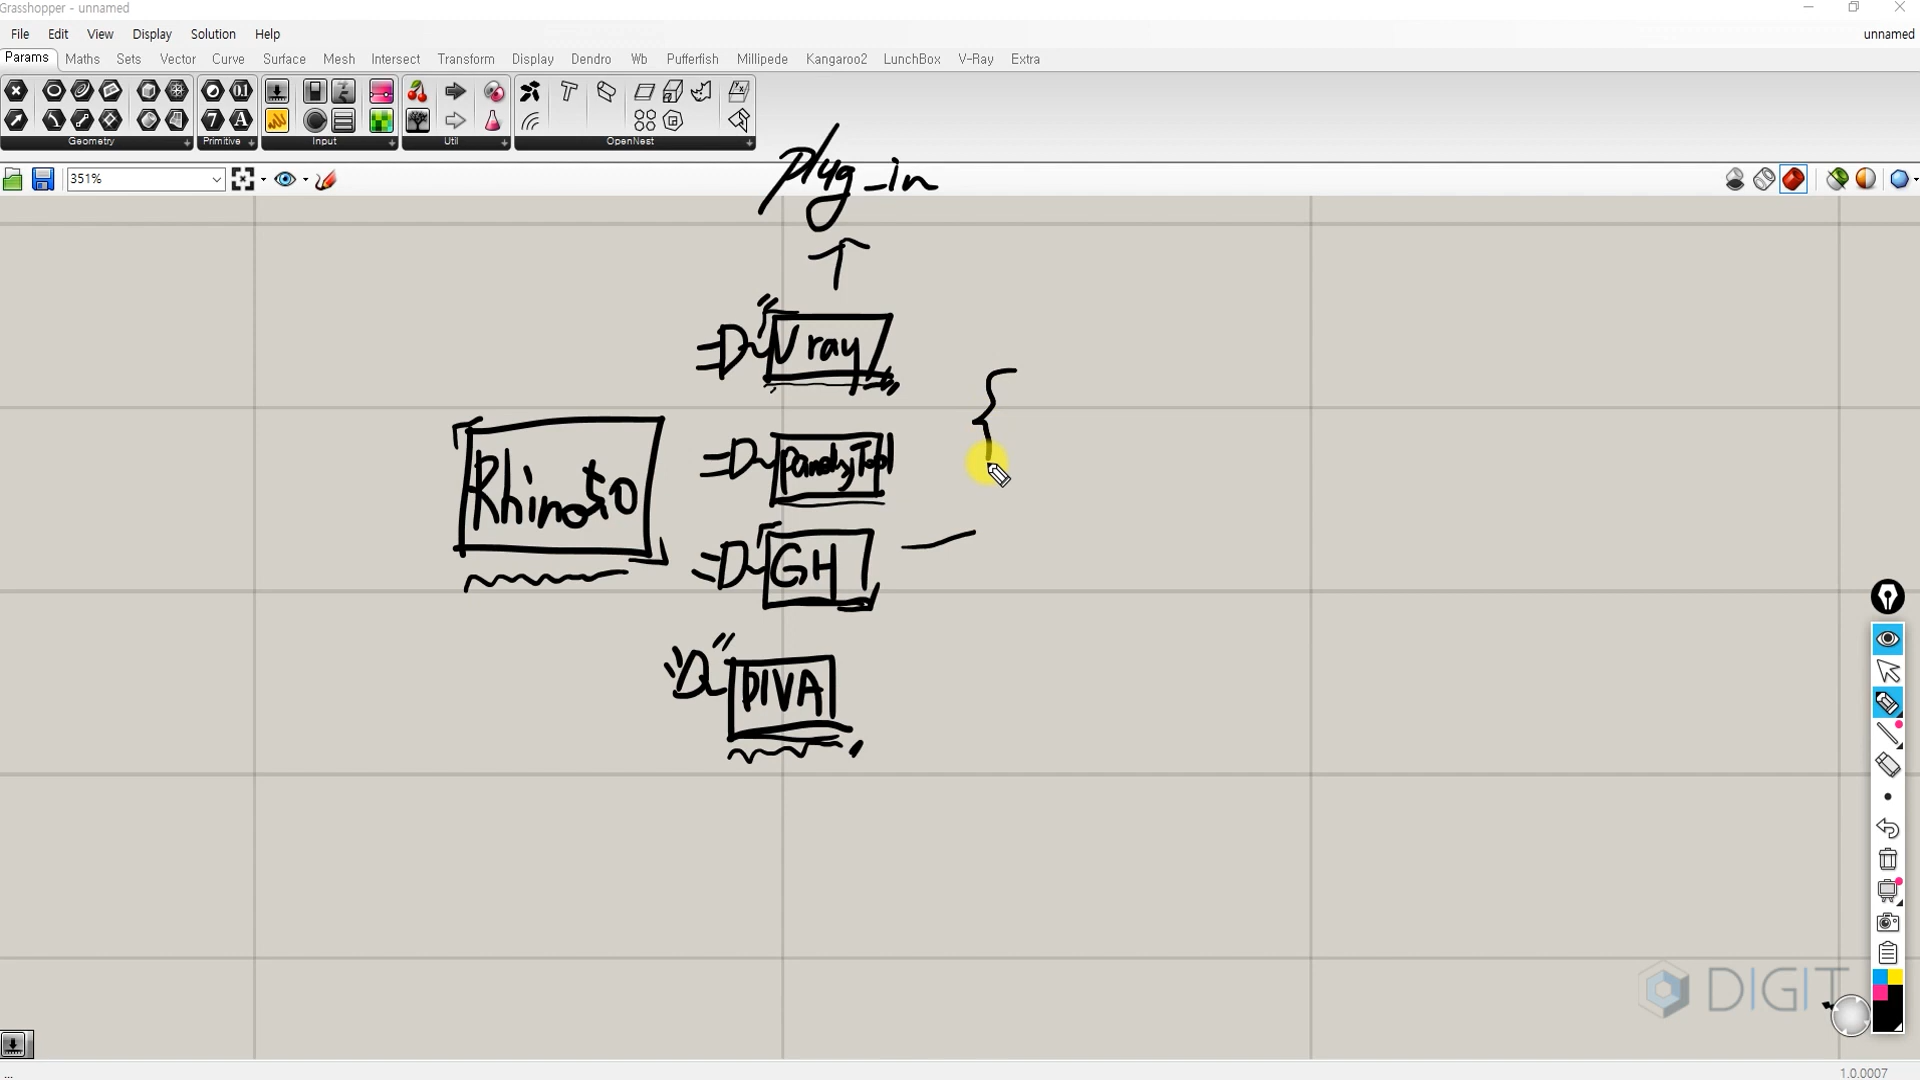 Grasshopper - unnamed
File Edit View Display Solution Help
unnamed
Params Maths Sets Vector Curve Surface Mesh Intersect Transform Display Dendro Wb Pufferfish Millipede Kangaroo2 LunchBox V-Ray Extra
Geometry Primitive Input Util OpenNest
351%
plug_in
Vray
Rhino
GH
DIVA
DIGIT
...
1.0.0007